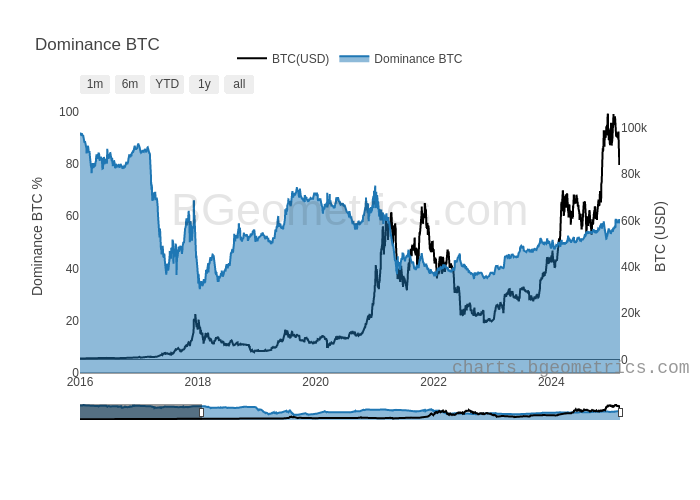 Dominance BTC
BTC(USD) Dominance BTC
1m 6m YTD 1y all
100
80
60
40
20
0
Dominance BTC %
BGeometrics.com
100k
80k
60k
40k
20k
0
BTC (USD)
charts.bgeometrics.com
2016 2018 2020 2022 2024